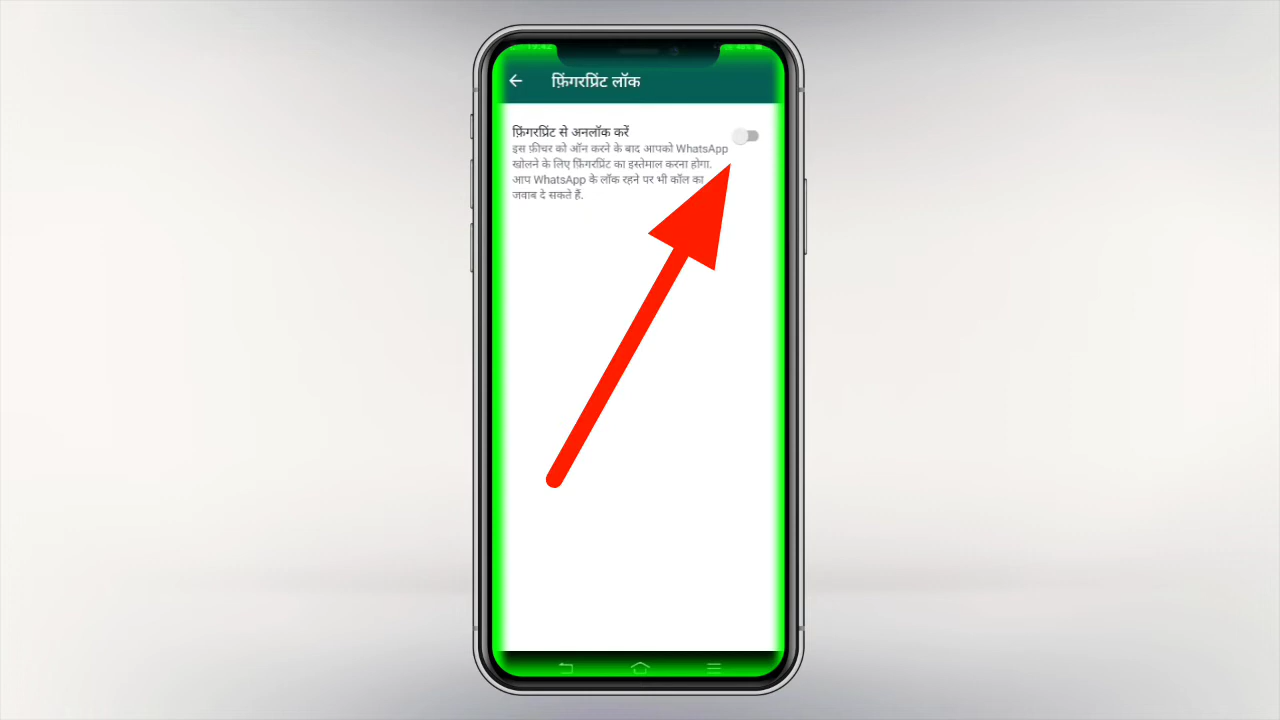 फ़िंगरप्रिंट लॉक
फ़िंगरप्रिंट से अनलॉक करें
इस फ़ीचर को ऑन करने के बाद आपको WhatsApp
खोलने के लिए फ़िंगरप्रिंट का इस्तेमाल करना होगा.
आप WhatsApp के लॉक रहने पर भी कॉल का
जवाब दे सकते हैं.